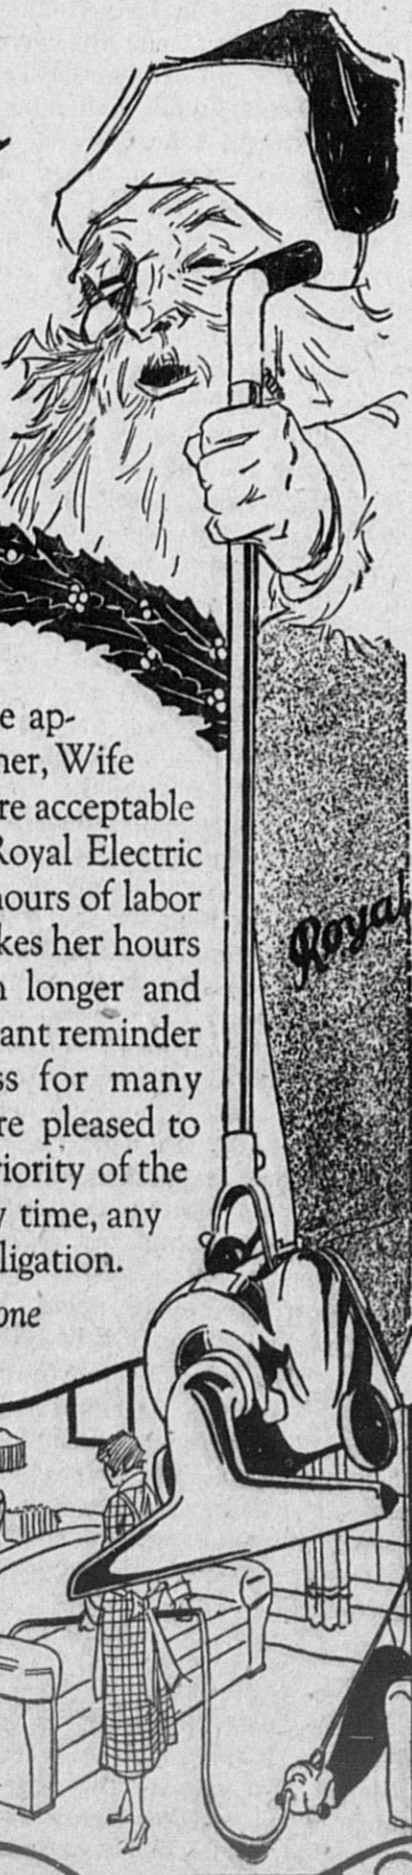 e ap-
her, Wife
re acceptable
Royal Electric
hours of labor
kes her hours
n longer and
ant reminder
ss for many
re pleased to
riority of the
y time, any
ligation.
one
Royal